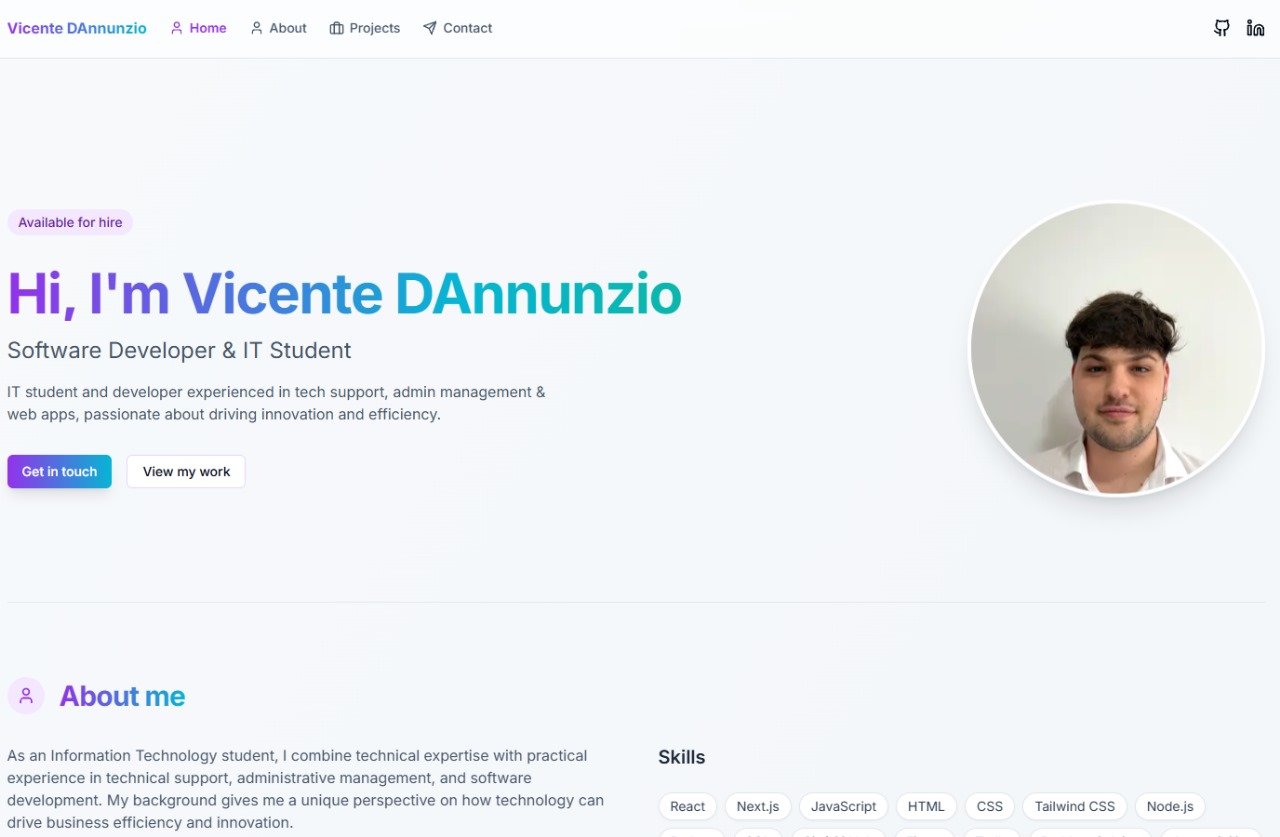 Vicente DAnnunzio Home About Projects Contact
Available for hire
Hi, I'm Vicente DAnnunzio
Software Developer & IT Student
IT student and developer experienced in tech support, admin management &
web apps, passionate about driving innovation and efficiency.
Get in touch View my work
About me
As an Information Technology student, I combine technical expertise with practical
experience in technical support, administrative management, and software
development. My background gives me a unique perspective on how technology can
drive business efficiency and innovation.
Skills
React Next.js JavaScript HTML CSS Tailwind CSS Node.js